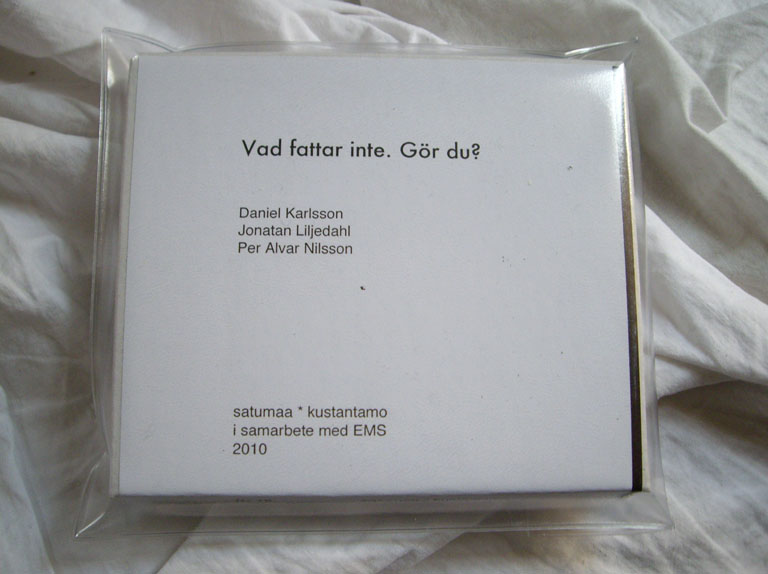 Vad fattar inte. Gör du?
Daniel Karlsson
Jonatan Liljedahl
Per Alvar Nilsson
satumaa * kustantamo
i samarbete med EMS
2010